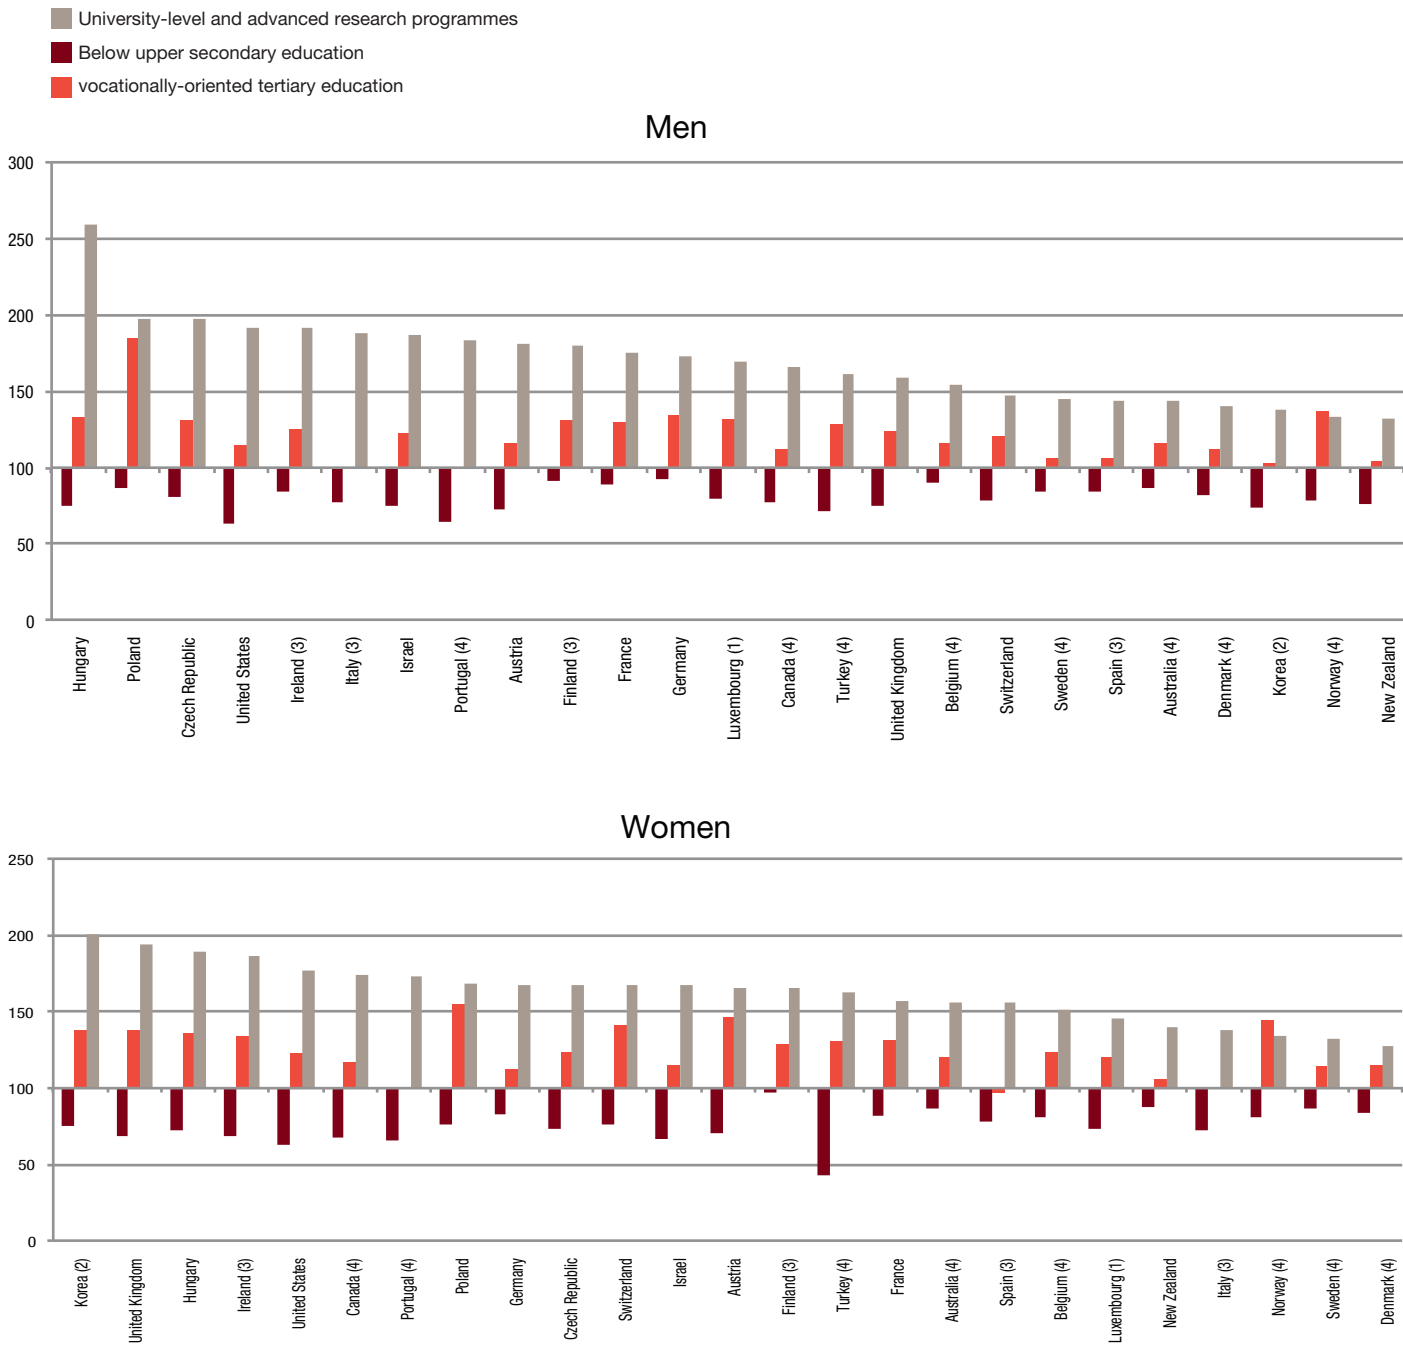 University-level and advanced research programmes
Below upper secondary education
vocationally-oriented tertiary education
Men
300
250
200
150
100
50
0
Hungary
Poland
Czech Republic
United States
Ireland (3)
Italy (3)
Israel
Portugal (4)
Austria
Finland (3)
France
Germany
Luxembourg (1)
Canada (4)
Turkey (4)
United Kingdom
Belgium (4)
Switzerland
Sweden (4)
Spain (3)
Australia (4)
Denmark (4)
Korea (2)
Norway (4)
New Zealand
Women
250
200
150
100
50
0
Korea (2)
United Kingdom
Hungary
Ireland (3)
United States
Canada (4)
Portugal (4)
Poland
Germany
Czech Republic
Switzerland
Israel
Austria
Finland (3)
Turkey (4)
France
Australia (4)
Spain (3)
Belgium (4)
Luxembourg (1)
New Zealand
Italy (3)
Norway (4)
Sweden (4)
Denmark (4)